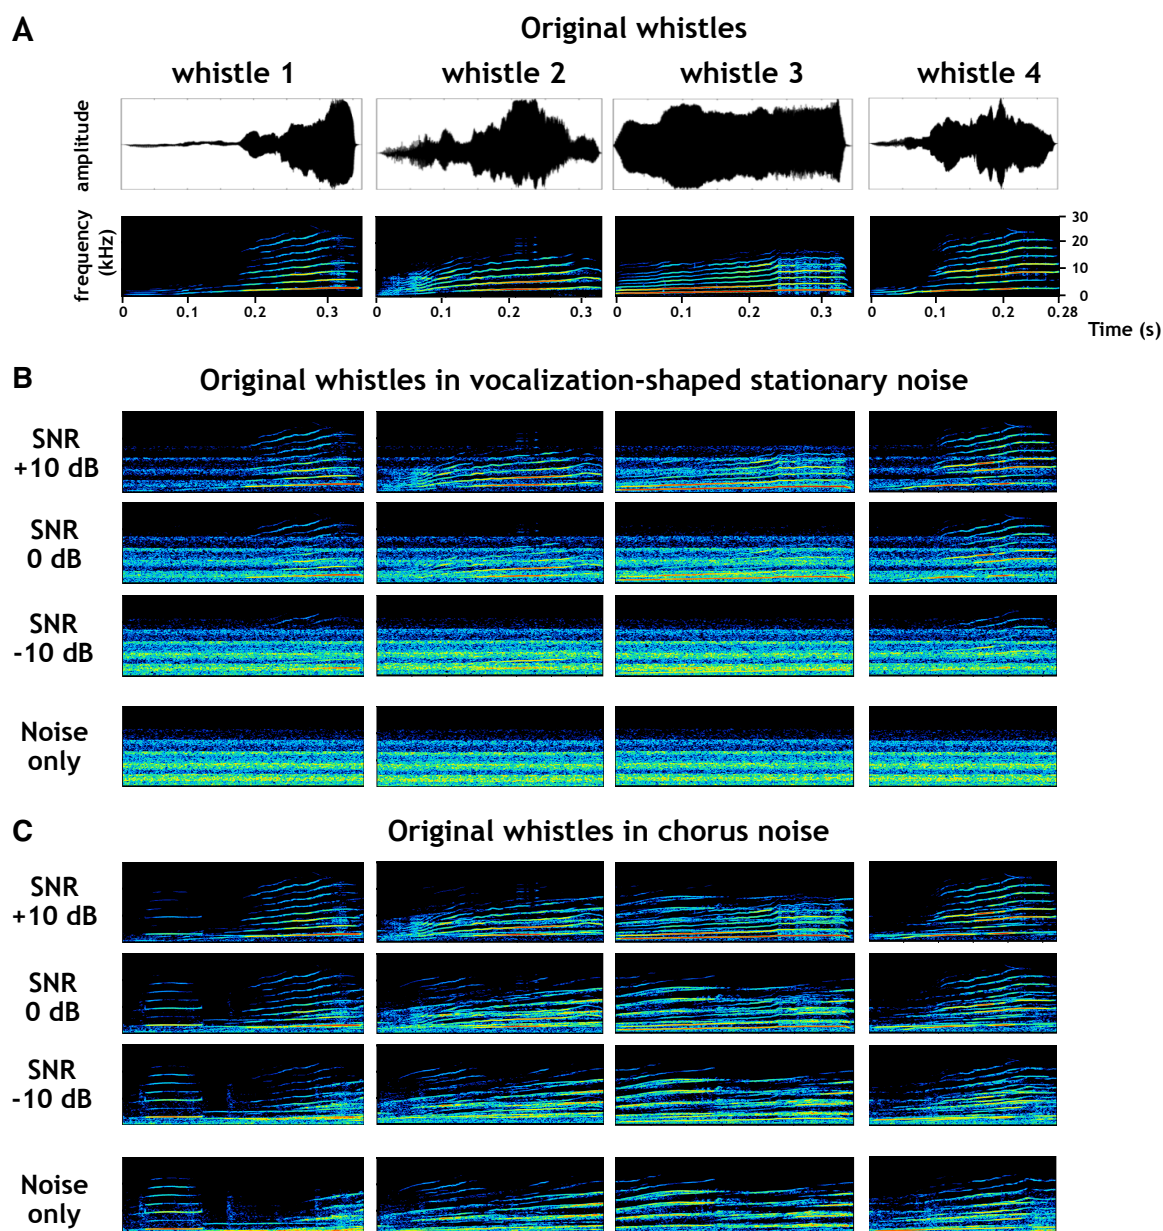 A
Original whistles
whistle 1 whistle 2 whistle 3 whistle 4
amplitude
frequency
(kHz)
30
20
10
0
0 0.1 0.2 0.3 0 0.1 0.2 0.3 0 0.1 0.2 0.3 0 0.1 0.2 0.28
Time (s)
B
Original whistles in vocalization-shaped stationary noise
SNR
+10 dB
SNR
0 dB
SNR
-10 dB
Noise
only
C
Original whistles in chorus noise
SNR
+10 dB
SNR
0 dB
SNR
-10 dB
Noise
only